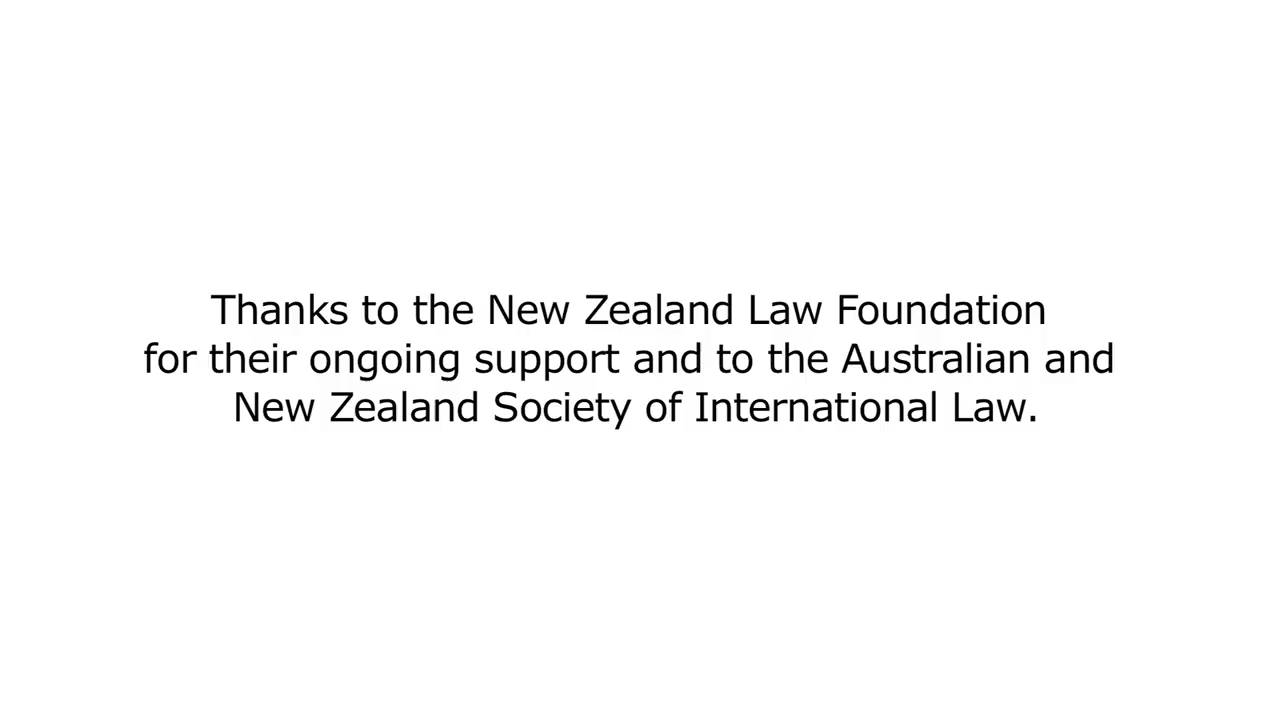 Thanks to the New Zealand Law Foundation
for their ongoing support and to the Australian and
New Zealand Society of International Law.